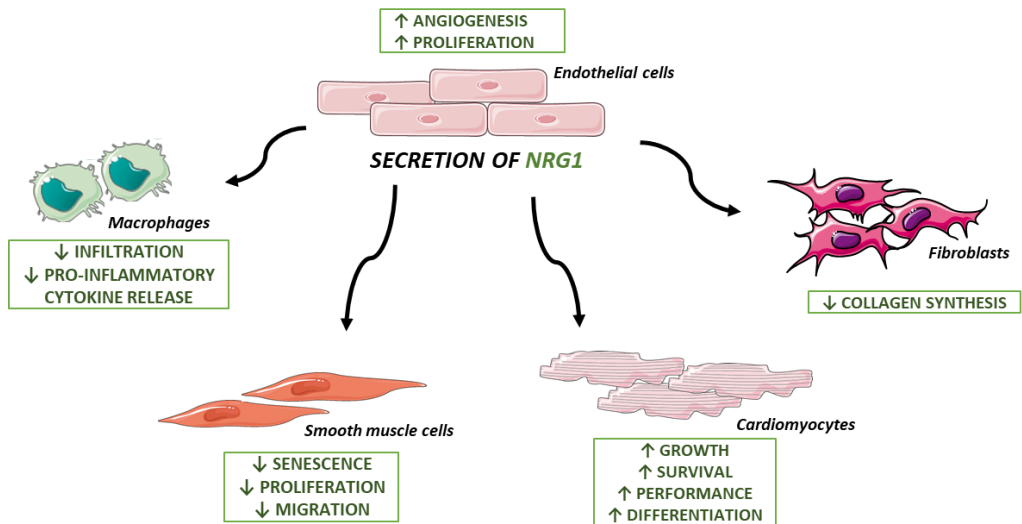 ↑ ANGIOGENESIS
↑ PROLIFERATION
Endothelial cells
SECRETION OF NRG1
Macrophages
↓ INFILTRATION
↓ PRO-INFLAMMATORY
CYTOKINE RELEASE
Fibroblasts
↓ COLLAGEN SYNTHESIS
Smooth muscle cells
↓ SENESCENCE
↓ PROLIFERATION
↓ MIGRATION
Cardiomyocytes
↑ GROWTH
↑ SURVIVAL
↑ PERFORMANCE
↑ DIFFERENTIATION